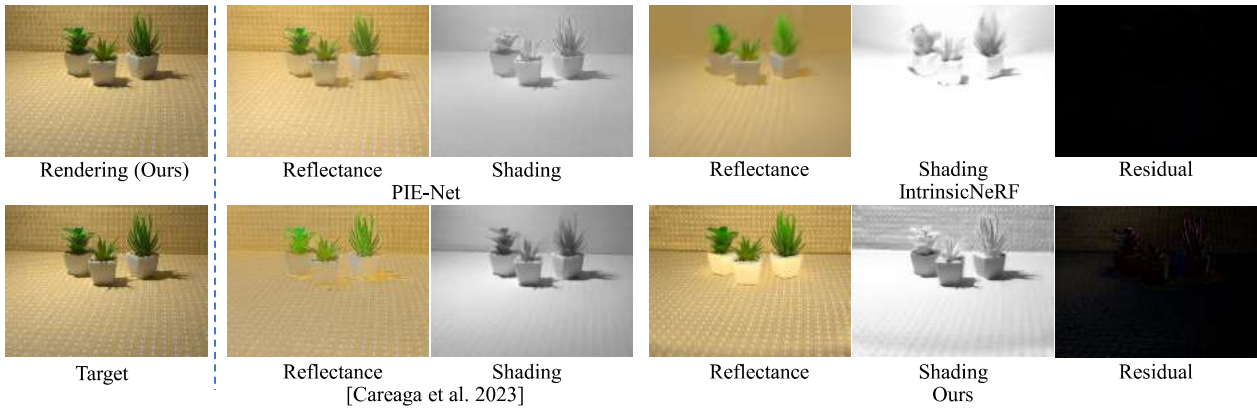 Rendering (Ours) Reflectance Shading Reflectance Shading Residual
PIE-Net IntrinsicNeRF
Target Reflectance Shading Reflectance Shading Residual
[Careaga et al. 2023] Ours